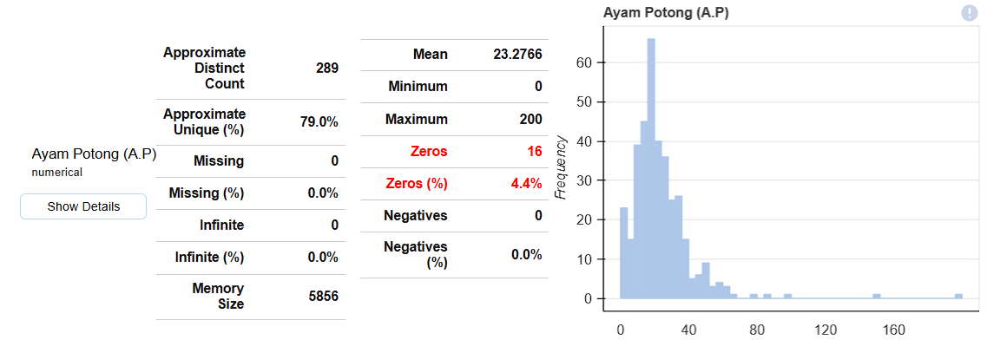 Ayam Potong (A.P)
numerical
Show Details
Approximate
Distinct
Count
289
Approximate
Unique (%)
79.0%
Missing
0
Missing (%)
0.0%
Infinite
0
Infinite (%)
0.0%
Memory
Size
5856
Mean
23.2766
Minimum
0
Maximum
200
Zeros
16
Zeros (%)
4.4%
Negatives
0
Negatives
(%)
0.0%
Ayam Potong (A.P)
!
Frequency
60
50
40
30
20
10
0
0 40 80 120 160